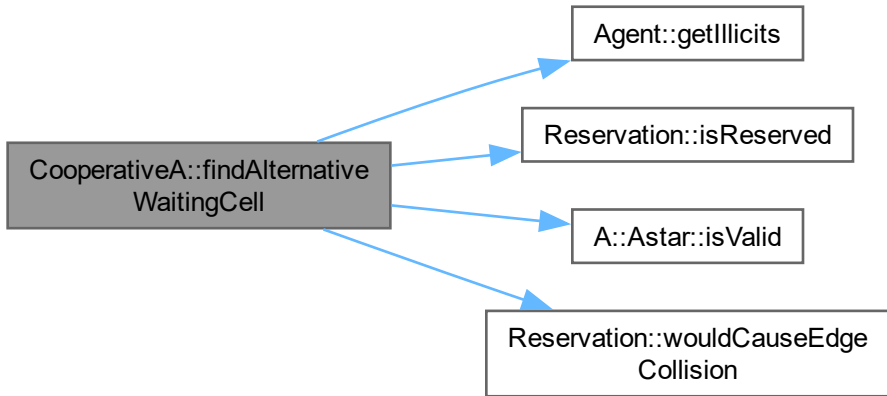 Agent::getIllicits
Reservation::isReserved
CooperativeA::findAlternative
WaitingCell
A::Astar::isValid
Reservation::wouldCauseEdge
Collision